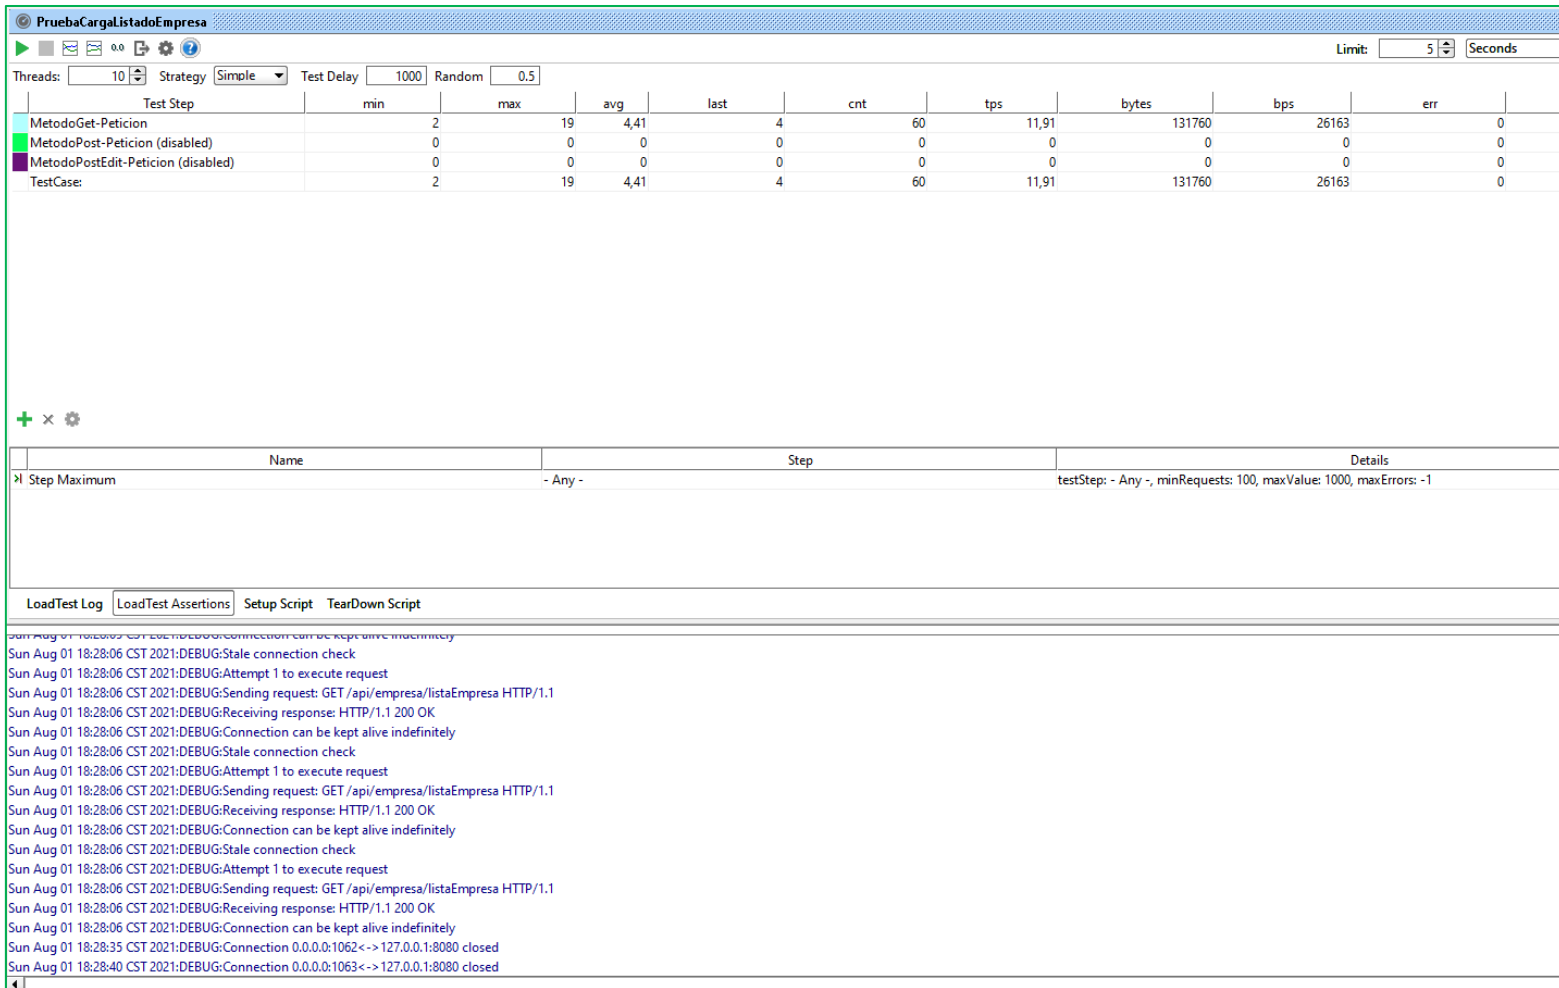 PruebaCargaListadoEmpresa
0.0
Limit: 5 Seconds
Threads: 10 Strategy Simple Test Delay 1000 Random 0.5
Test Step min max avg last cnt tps bytes bps err
MetodoGet-Peticion 2 19 4,41 4 60 11,91 131760 26163 0
MetodoPost-Peticion (disabled) 0 0 0 0 0 0 0 0 0
MetodoPostEdit-Peticion (disabled) 0 0 0 0 0 0 0 0 0
TestCase: 2 19 4,41 4 60 11,91 131760 26163 0
Name Step Details
Step Maximum - Any - testStep: - Any -, minRequests: 100, maxValue: 1000, maxErrors: -1
LoadTest Log LoadTest Assertions Setup Script TearDown Script
Sun Aug 01 18:28:05 CST 2021:DEBUG:Connection can be kept alive indefinitely
Sun Aug 01 18:28:06 CST 2021:DEBUG:Stale connection check
Sun Aug 01 18:28:06 CST 2021:DEBUG:Attempt 1 to execute request
Sun Aug 01 18:28:06 CST 2021:DEBUG:Sending request: GET /api/empresa/listaEmpresa HTTP/1.1
Sun Aug 01 18:28:06 CST 2021:DEBUG:Receiving response: HTTP/1.1 200 OK
Sun Aug 01 18:28:06 CST 2021:DEBUG:Connection can be kept alive indefinitely
Sun Aug 01 18:28:06 CST 2021:DEBUG:Stale connection check
Sun Aug 01 18:28:06 CST 2021:DEBUG:Attempt 1 to execute request
Sun Aug 01 18:28:06 CST 2021:DEBUG:Sending request: GET /api/empresa/listaEmpresa HTTP/1.1
Sun Aug 01 18:28:06 CST 2021:DEBUG:Receiving response: HTTP/1.1 200 OK
Sun Aug 01 18:28:06 CST 2021:DEBUG:Connection can be kept alive indefinitely
Sun Aug 01 18:28:06 CST 2021:DEBUG:Stale connection check
Sun Aug 01 18:28:06 CST 2021:DEBUG:Attempt 1 to execute request
Sun Aug 01 18:28:06 CST 2021:DEBUG:Sending request: GET /api/empresa/listaEmpresa HTTP/1.1
Sun Aug 01 18:28:06 CST 2021:DEBUG:Receiving response: HTTP/1.1 200 OK
Sun Aug 01 18:28:06 CST 2021:DEBUG:Connection can be kept alive indefinitely
Sun Aug 01 18:28:35 CST 2021:DEBUG:Connection 0.0.0.0:1062<->127.0.0.1:8080 closed
Sun Aug 01 18:28:40 CST 2021:DEBUG:Connection 0.0.0.0:1063<->127.0.0.1:8080 closed